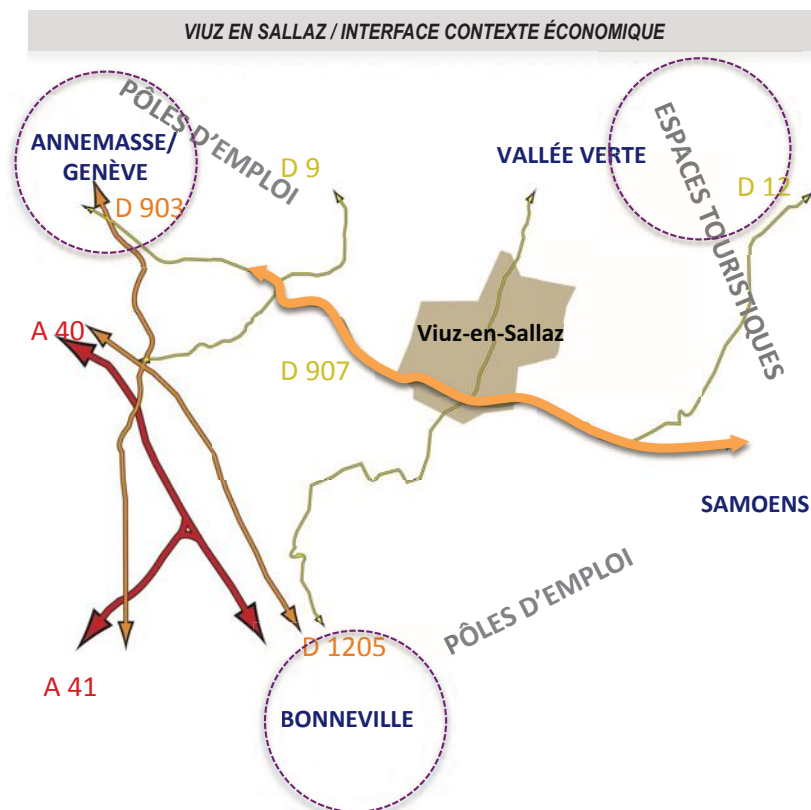 VIUZ EN SALLAZ / INTERFACE CONTEXTE ÉCONOMIQUE
PÔLES D'EMPLOI
ANNEMASSE/
GENÈVE
D 903
D 9
VALLÉE VERTE
ESPACES TOURISTIQUES
D 12
A 40
Viuz-en-Sallaz
D 907
SAMOENS
PÔLES D'EMPLOI
D 1205
A 41
BONNEVILLE